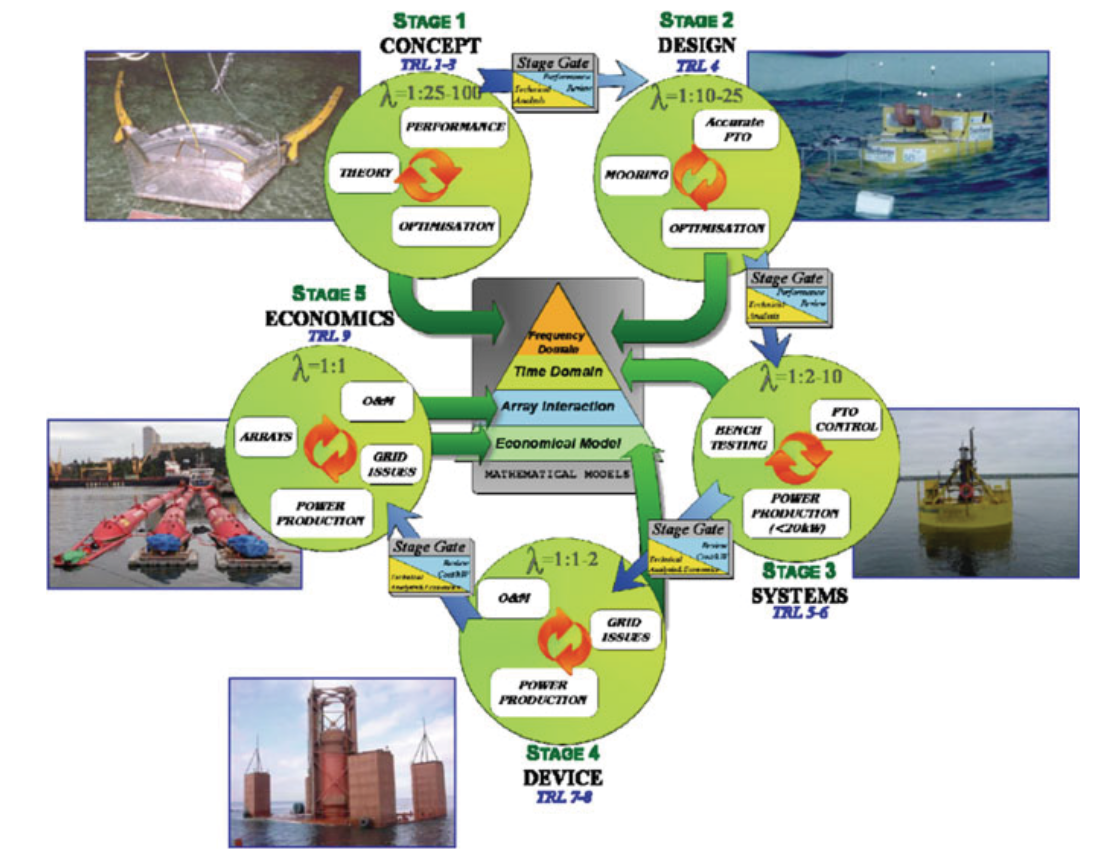 STAGE 1
CONCEPT
TRL 1-3
λ=1:25-100
PERFORMANCE
THEORY
OPTIMISATION
Stage Gate
Performance
Review
Technical
Analysis
STAGE 2
DESIGN
TRL 4
λ=1:10-25
Accurate
PTO
MOORING
OPTIMISATION
Stage Gate
Performance
Review
Technical
Analysis
STAGE 5
ECONOMICS
TRL 9
λ=1:1
O&M
ARRAYS
GRID
ISSUES
POWER
PRODUCTION
Frequency
Domain
Time Domain
Array Interaction
Economical Model
MATHEMATICAL MODELS
λ=1:2-10
PTO
CONTROL
BENCH
TESTING
POWER
PRODUCTION
(<20kW)
STAGE 3
SYSTEMS
TRL 5-6
Stage Gate
Review
Cost/kW
Technical
Analysis&Economics
Stage Gate
Review
Cost/kW
Technical
Analysis&Economics
λ=1:1-2
O&M
GRID
ISSUES
POWER
PRODUCTION
STAGE 4
DEVICE
TRL 7-8